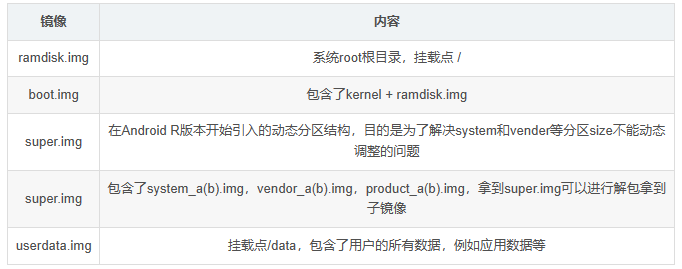 镜像 内容
ramdisk.img 系统root根目录，挂载点 /
boot.img 包含了kernel + ramdisk.img
super.img 在Android R版本开始引入的动态分区结构，目的是为了解决system和vender等分区size不能动态
调整的问题
super.img 包含了system_a(b).img，vendor_a(b).img，product_a(b).img，拿到super.img可以进行解包拿到
子镜像
userdata.img 挂载点/data，包含了用户的所有数据，例如应用数据等